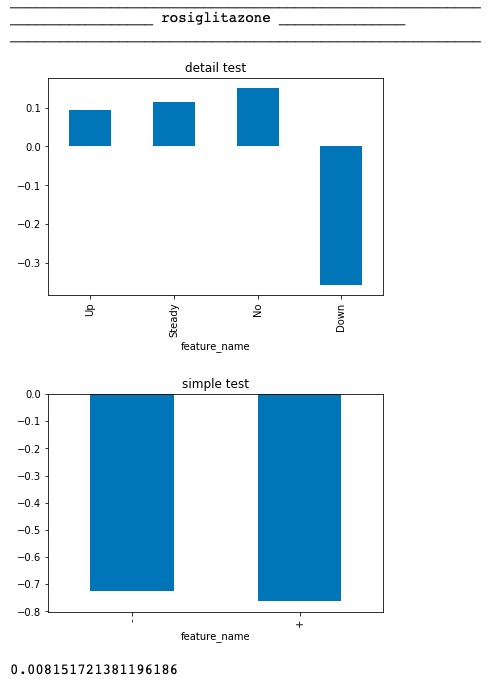 rosiglitazone
detail test
0.1
0.0
−0.1
−0.2
−0.3
Up
Steady
No
Down
feature_name
simple test
0.0
−0.1
−0.2
−0.3
−0.4
−0.5
−0.6
−0.7
−0.8
-
+
feature_name
0.008151721381196186